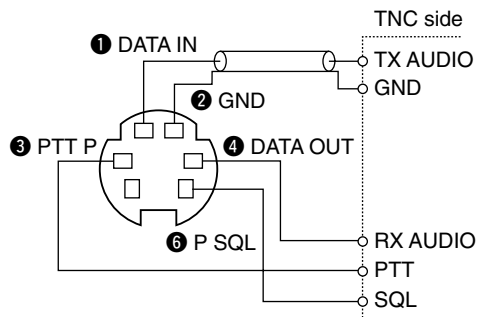 TNC side
❶ DATA IN
TX AUDIO
GND
❷ GND
❸ PTT P
❹ DATA OUT
❻ P SQL
RX AUDIO
PTT
SQL